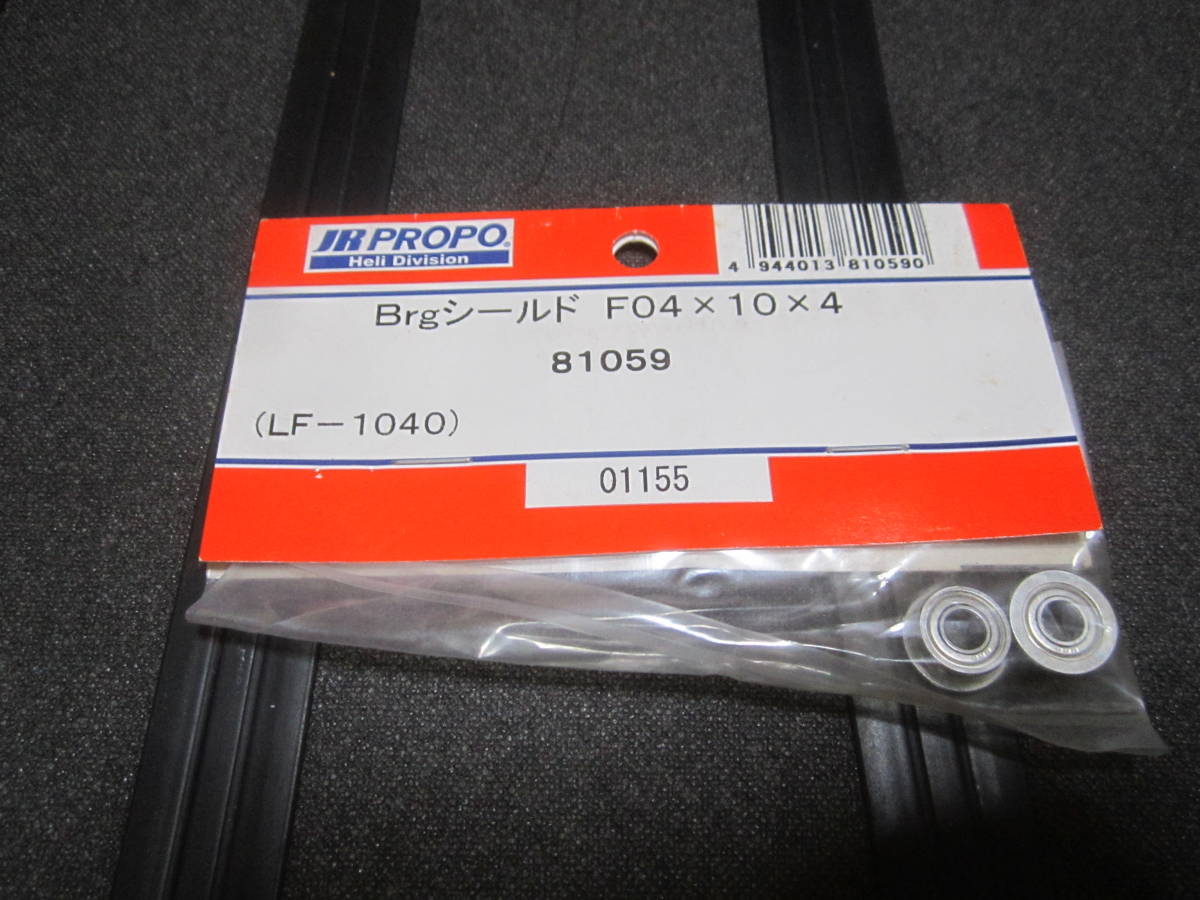 JR PROPO®
Heli Division
4 944013 810590
Brgシールド F04×10×4
81059
(LF-1040)
01155